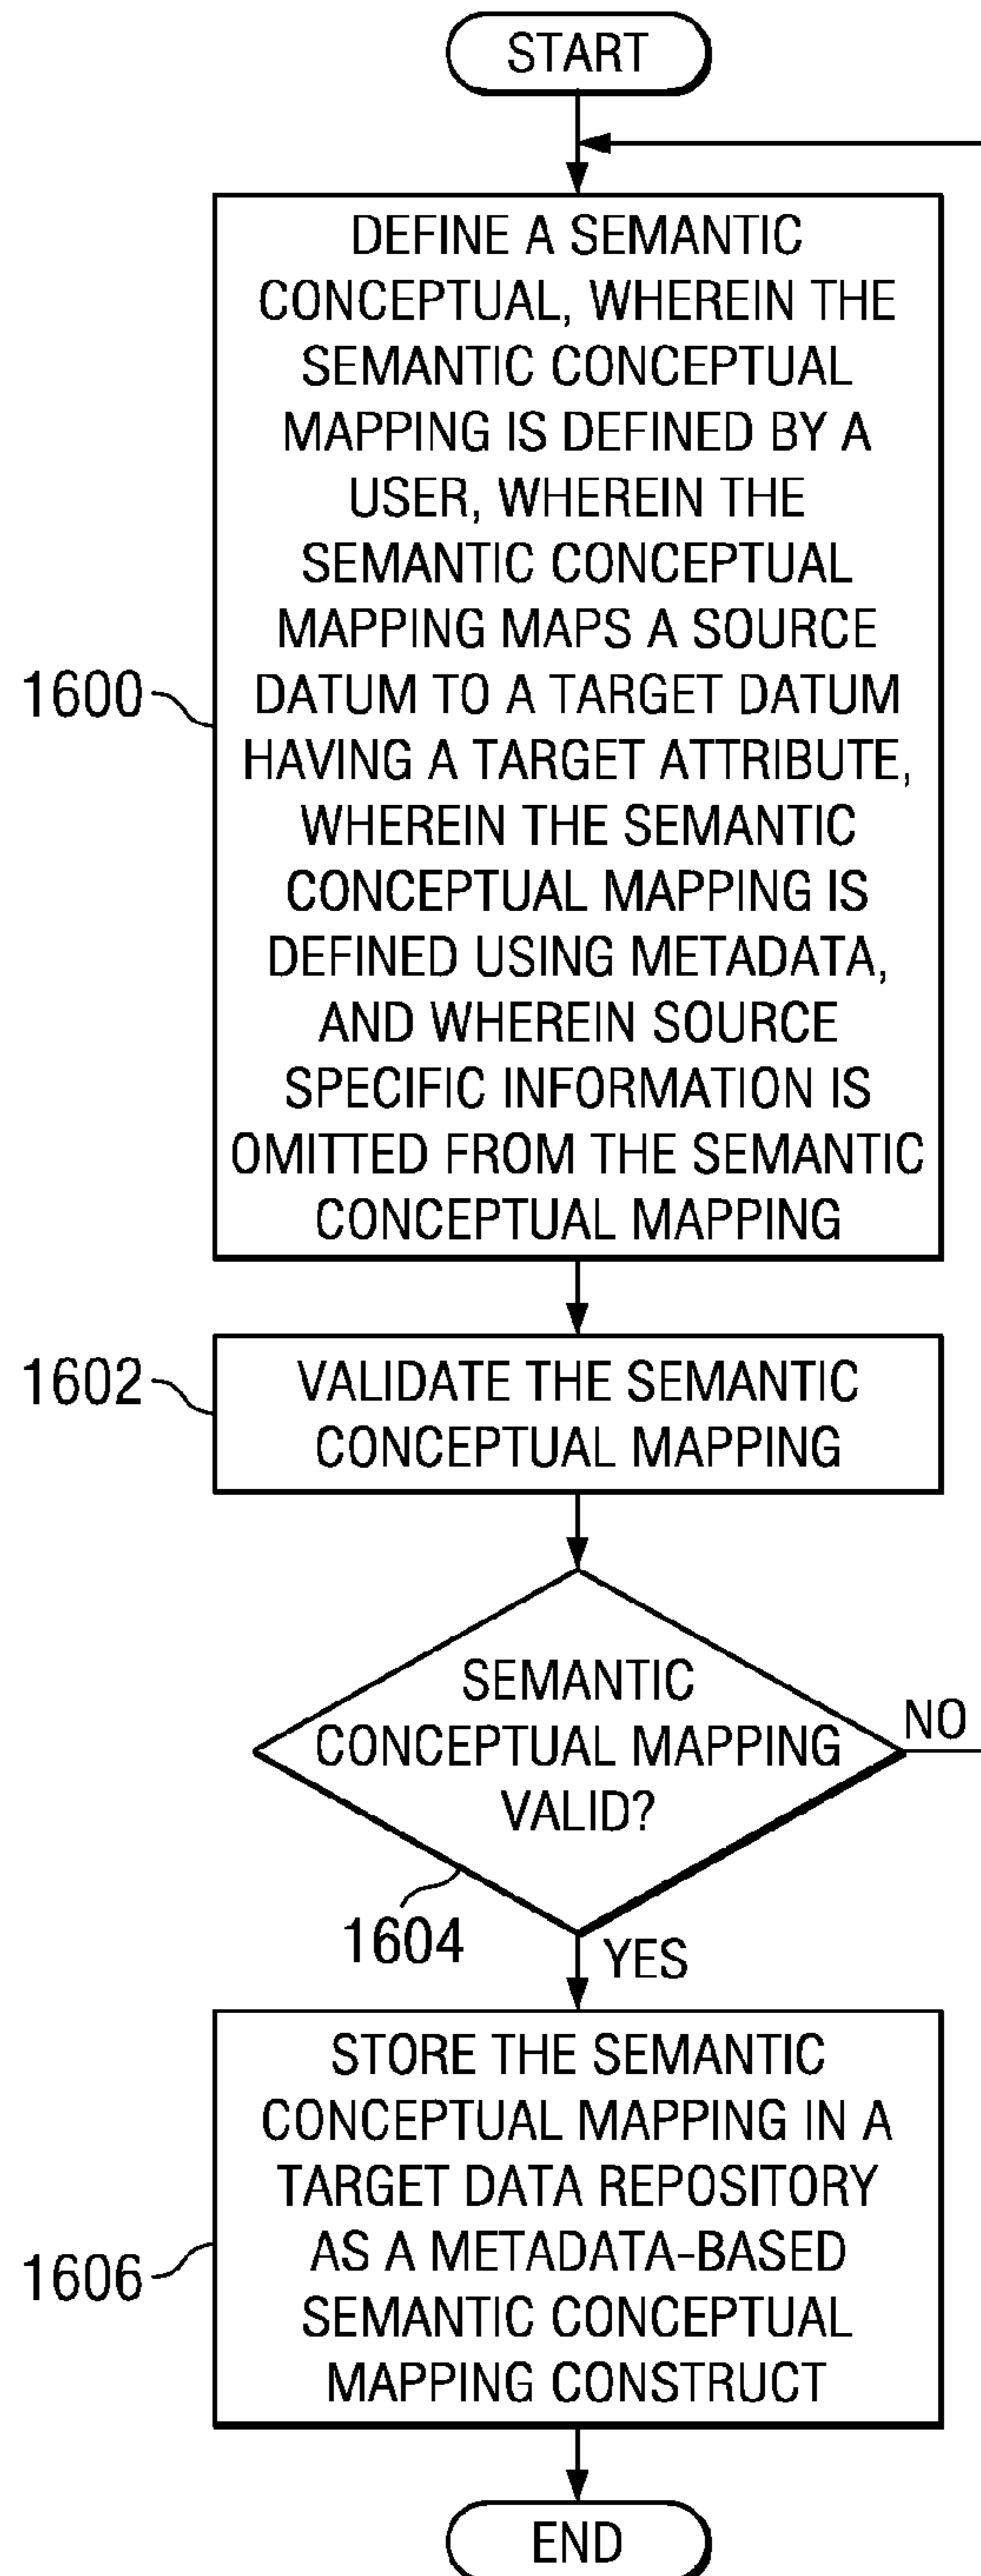 START
DEFINE A SEMANTIC
CONCEPTUAL, WHEREIN THE
SEMANTIC CONCEPTUAL
MAPPING IS DEFINED BY A
USER, WHEREIN THE
SEMANTIC CONCEPTUAL
MAPPING MAPS A SOURCE
DATUM TO A TARGET DATUM
HAVING A TARGET ATTRIBUTE,
WHEREIN THE SEMANTIC
CONCEPTUAL MAPPING IS
DEFINED USING METADATA,
AND WHEREIN SOURCE
SPECIFIC INFORMATION IS
OMITTED FROM THE SEMANTIC
CONCEPTUAL MAPPING
1600
VALIDATE THE SEMANTIC
CONCEPTUAL MAPPING
1602
SEMANTIC
CONCEPTUAL MAPPING
VALID?
NO
1604
YES
STORE THE SEMANTIC
CONCEPTUAL MAPPING IN A
TARGET DATA REPOSITORY
AS A METADATA-BASED
SEMANTIC CONCEPTUAL
MAPPING CONSTRUCT
1606
END